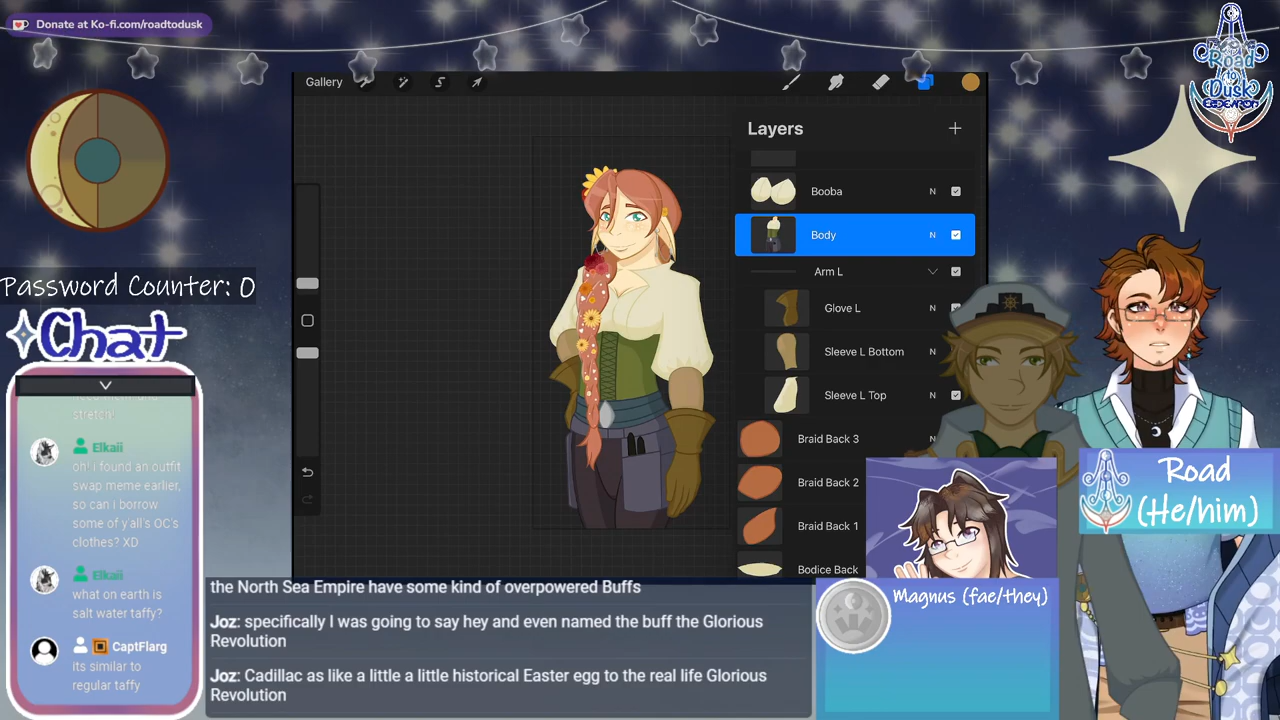 Donate at Ko-fi.com/roadtodusk
Gallery
Road
to
Dusk
Layers
Booba
N
Body
N
Arm L
Glove L
N
Sleeve L Bottom
N
Sleeve L Top
N
Braid Back 3
N
Braid Back 2
Braid Back 1
Bodice Back
Password Counter: 0
Chat
stretch!
Elkaii
oh! i found an outfit
swap meme earlier,
so can I borrow
some of y'all's OC's
clothes? XD
Elkaii
what on earth is
salt water taffy?
CaptFlarg
its similar to
regular taffy
the North Sea Empire have some kind of overpowered Buffs
Joz: specifically I was going to say hey and even named the buff the Glorious
Revolution
Joz: Cadillac as like a little a little historical Easter egg to the real life Glorious
Revolution
Magnus (fae/they)
Road
(He/him)